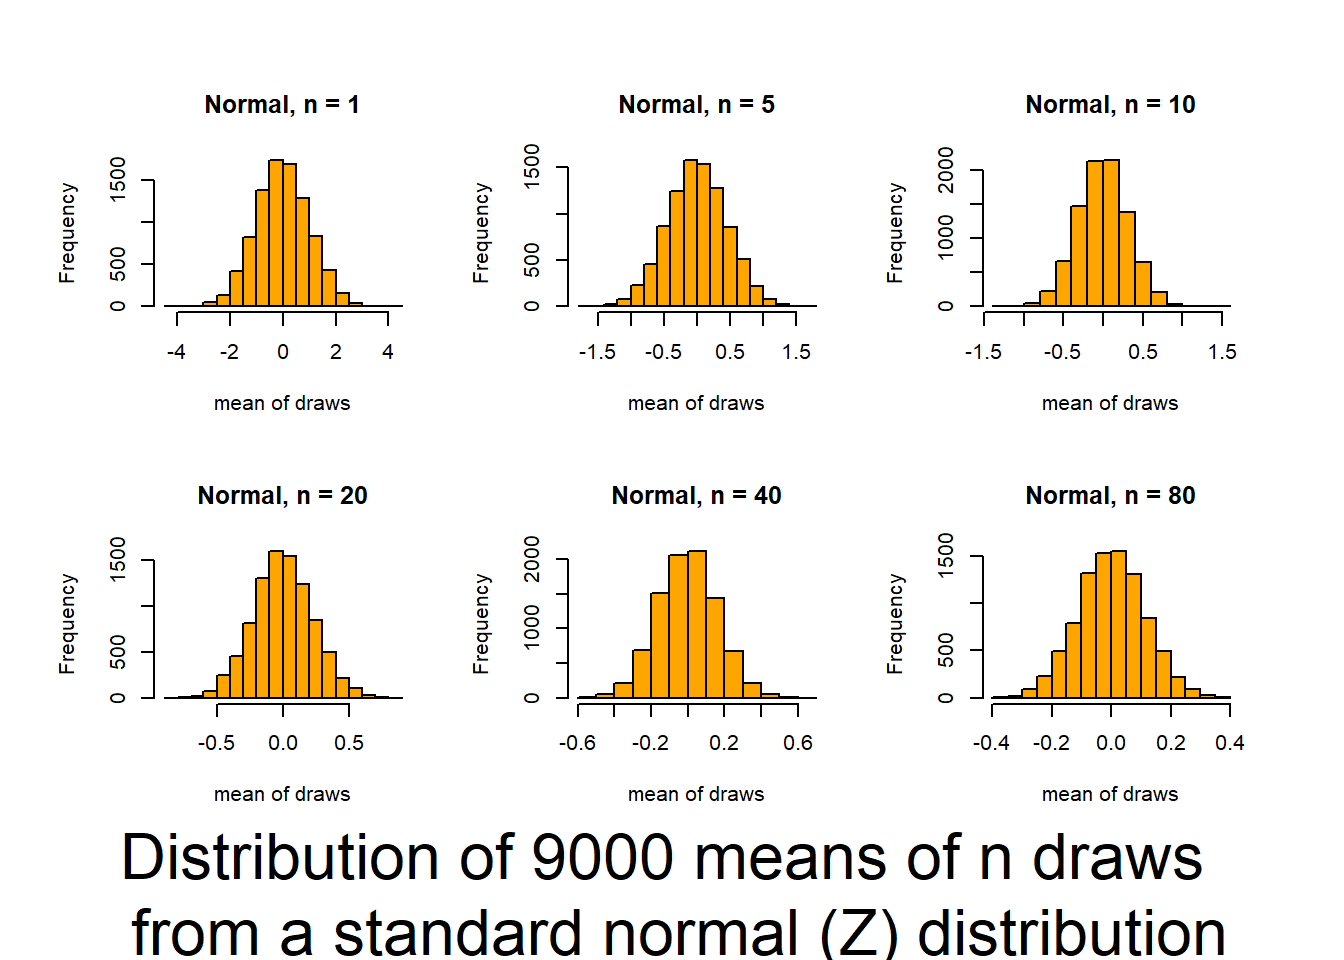 Normal, n = 1
Frequency
1500
500
0
-4 -2 0 2 4
mean of draws
Normal, n = 5
Frequency
1500
500
0
-1.5 -0.5 0.5 1.5
mean of draws
Normal, n = 10
Frequency
2000
1000
0
-1.5 -0.5 0.5 1.5
mean of draws
Normal, n = 20
Frequency
1500
500
0
-0.5 0.0 0.5
mean of draws
Normal, n = 40
Frequency
2000
1000
0
-0.6 -0.2 0.2 0.6
mean of draws
Normal, n = 80
Frequency
1500
500
0
-0.4 -0.2 0.0 0.2 0.4
mean of draws
Distribution of 9000 means of n draws
from a standard normal (Z) distribution